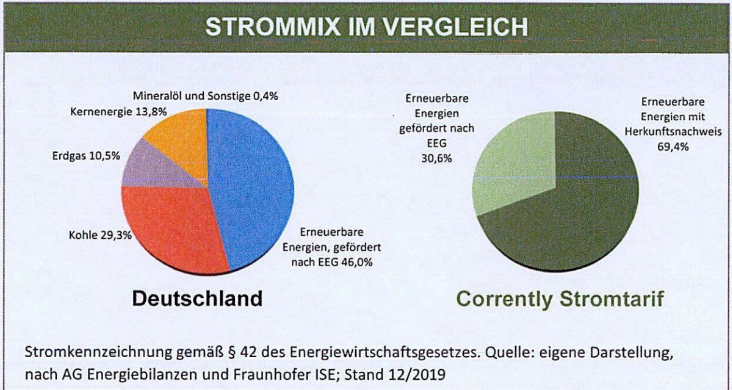 STROMMIX IM VERGLEICH
Mineralöl und Sonstige 0,4%
Kernenergie 13,8%
Erdgas 10,5%
Kohle 29,3%
Erneuerbare
Energien, gefördert
nach EEG 46,0%
Deutschland
Erneuerbare
Energien
gefördert nach
EEG
30,6%
Erneuerbare
Energien mit
Herkunftsnachweis
69,4%
Corrently Stromtarif
Stromkennzeichnung gemäß § 42 des Energiewirtschaftsgesetzes. Quelle: eigene Darstellung,
nach AG Energiebilanzen und Fraunhofer ISE; Stand 12/2019